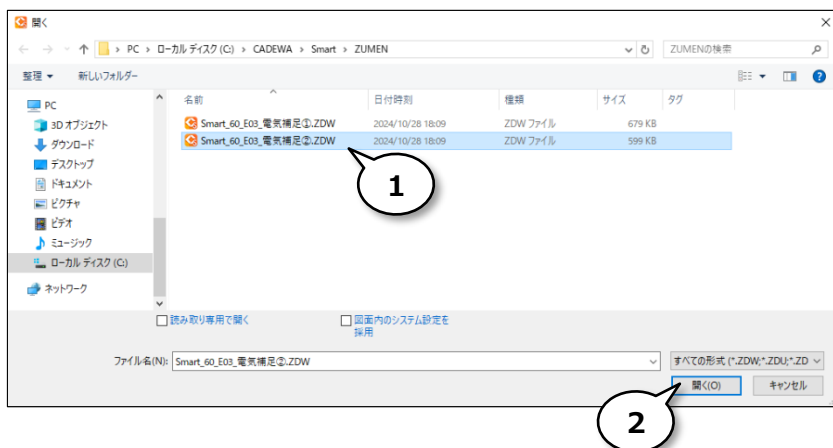 開く
PC › ローカル ディスク (C:) › CADEWA › Smart › ZUMEN
ZUMENの検索
整理 ▼ 新しいフォルダー
名前 日付時刻 種類 サイズ タグ
PC
3D オブジェクト
ダウンロード
デスクトップ
ドキュメント
ピクチャ
ビデオ
ミュージック
ローカル ディスク (C:)
ネットワーク
Smart_60_E03_電気補足①.ZDW 2024/10/28 18:09 ZDW ファイル 679 KB
Smart_60_E03_電気補足②.ZDW 2024/10/28 18:09 ZDW ファイル 599 KB
1
読み取り専用で開く
図面内のシステム設定を
採用
ファイル名(N): Smart_60_E03_電気補足②.ZDW
すべての形式 (*.ZDW;*.ZDU;*.ZD
開く(O) キャンセル
2